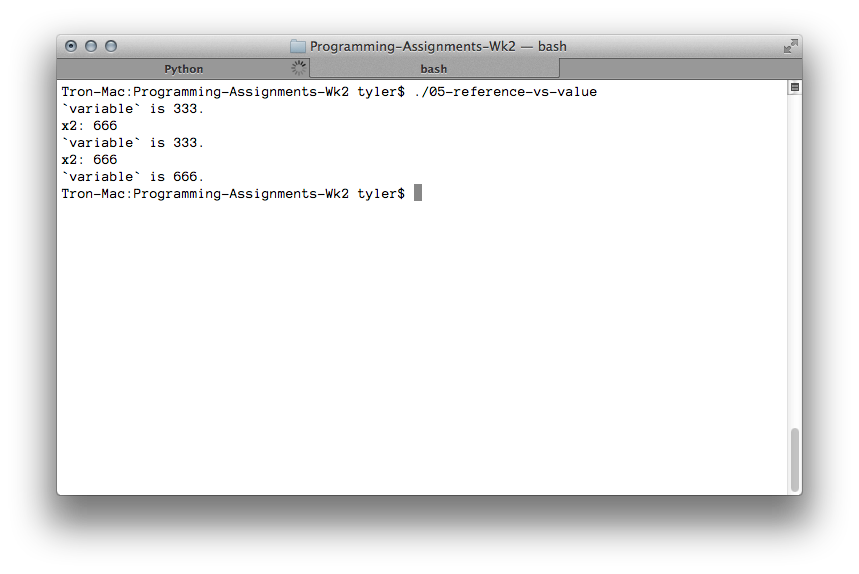 Programming-Assignments-Wk2 — bash
Python
bash
Tron-Mac:Programming-Assignments-Wk2 tyler$ ./05-reference-vs-value
`variable` is 333.
x2: 666
`variable` is 333.
x2: 666
`variable` is 666.
Tron-Mac:Programming-Assignments-Wk2 tyler$